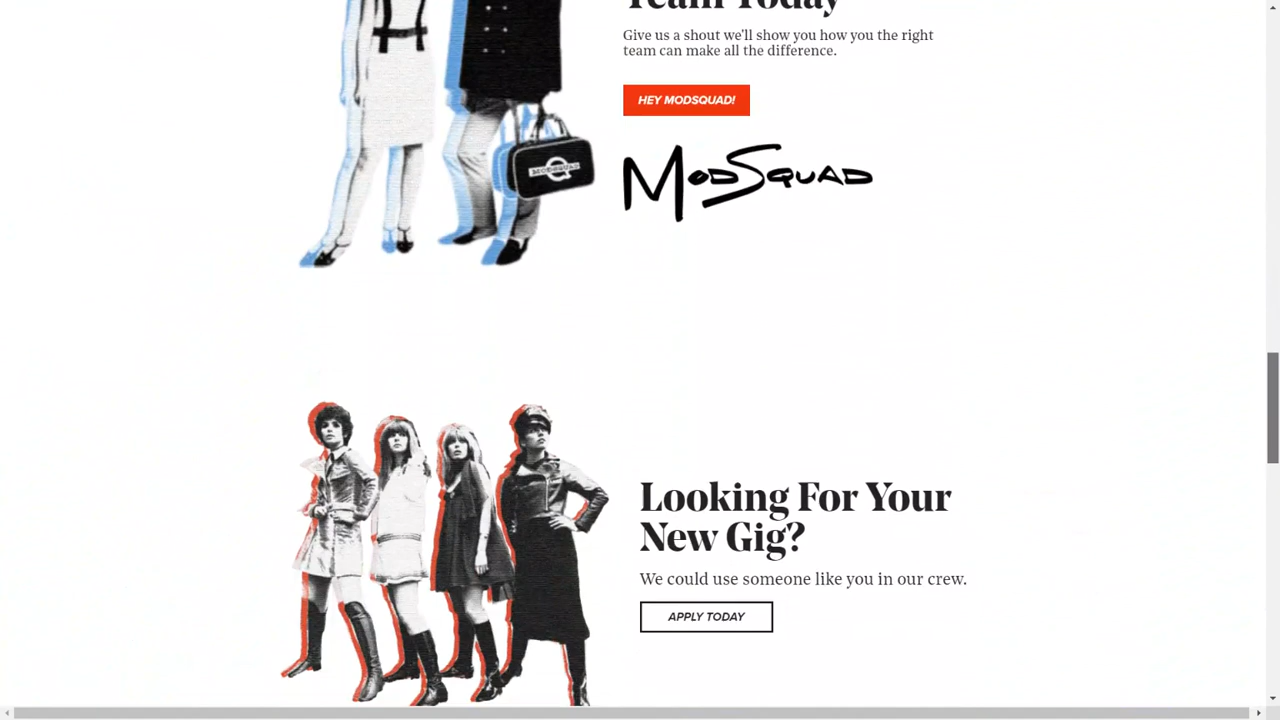 Team Today
Give us a shout we'll show you how you the right
team can make all the difference.
HEY MODSQUAD!
MODSQUAD
MODSQUAD
Looking For Your
New Gig?
We could use someone like you in our crew.
APPLY TODAY